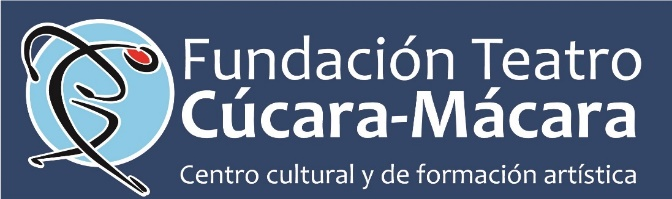 Fundación Teatro
Cúcara-Mácara
Centro cultural y de formación artística